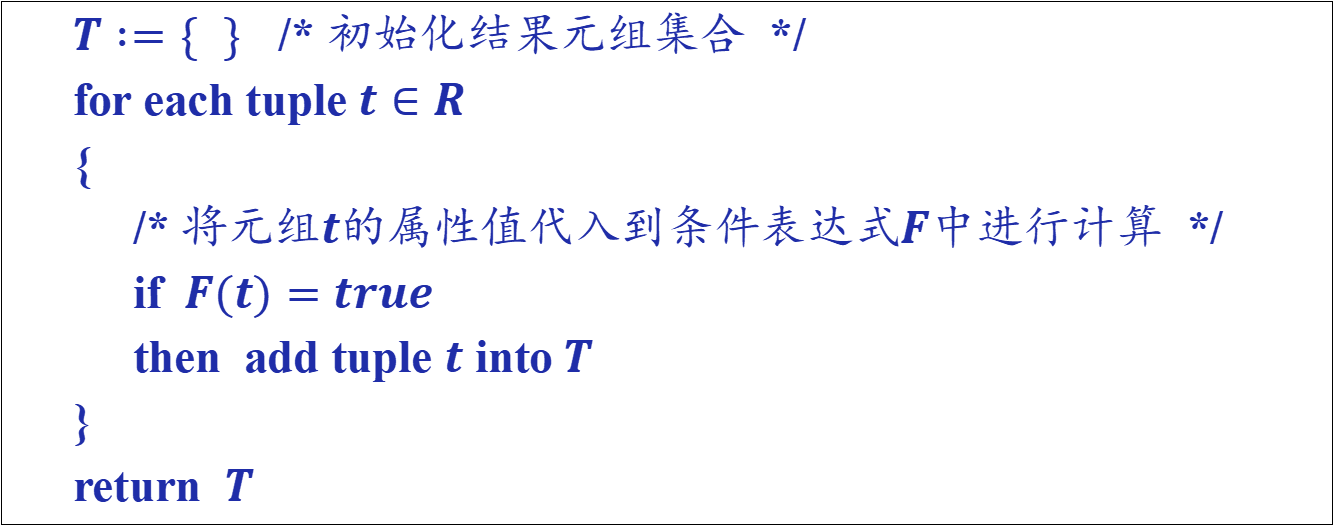 T := { } /* 初始化结果元组集合 */
for each tuple t ∈ R
{
/* 将元组t的属性值代入到条件表达式F中进行计算 */
if F(t) = true
then add tuple t into T
}
return T